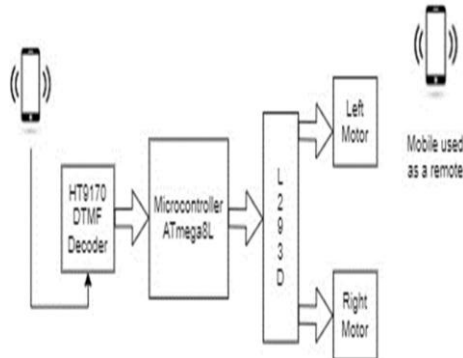 HT9170
DTMF
Decoder
Microcontroller
ATmega8L
L
2
9
3
D
Left
Motor
Right
Motor
Mobile used
as a remote